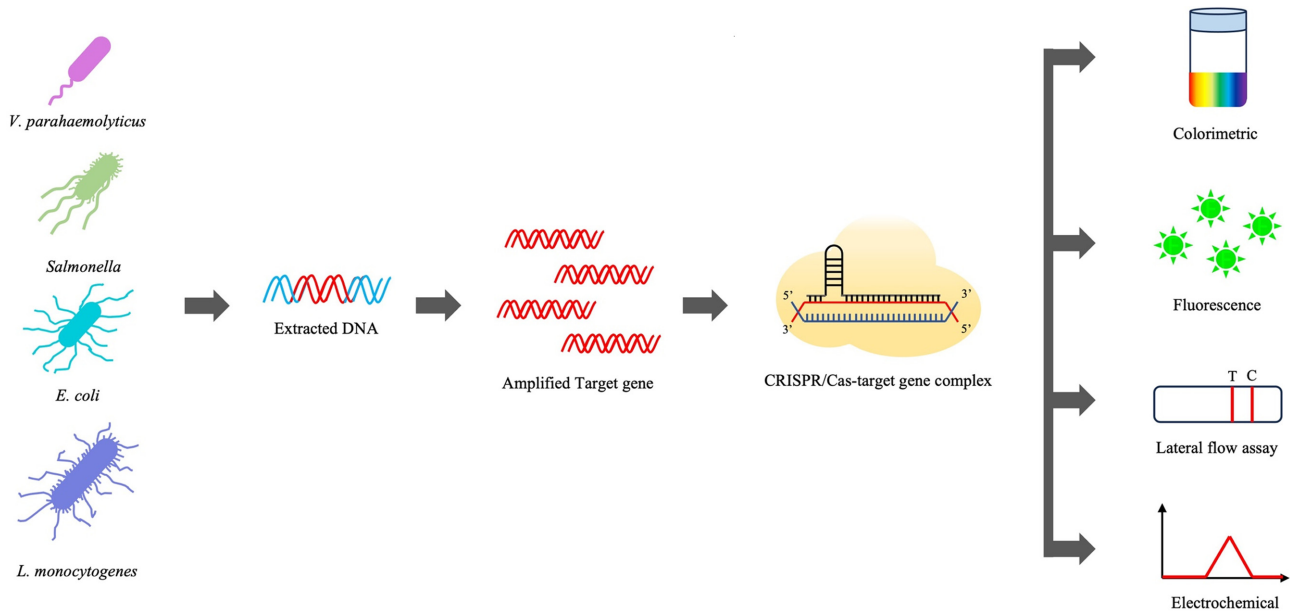 V. parahaemolyticus
Salmonella
E. coli
L. monocytogenes
Extracted DNA
Amplified Target gene
5’ 3’
3’ 5’
CRISPR/Cas-target gene complex
Colorimetric
Fluorescence
T C
Lateral flow assay
Electrochemical